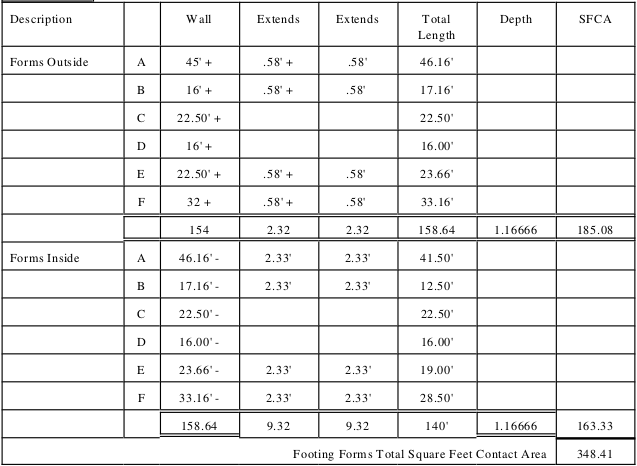 Description Wall Extends Extends Total Length Depth SFCA
Forms Outside A 45' + .58' + .58' 46.16'
B 16' + .58' + .58' 17.16'
C 22.50' + 22.50'
D 16' + 16.00'
E 22.50' + .58' + .58' 23.66'
F 32 + .58' + .58' 33.16'
154 2.32 2.32 158.64 1.16666 185.08
Forms Inside A 46.16' - 2.33' 2.33' 41.50'
B 17.16' - 2.33' 2.33' 12.50'
C 22.50' - 22.50'
D 16.00' - 16.00'
E 23.66' - 2.33' 2.33' 19.00'
F 33.16' - 2.33' 2.33' 28.50'
158.64 9.32 9.32 140' 1.16666 163.33
Footing Forms Total Square Feet Contact Area 348.41